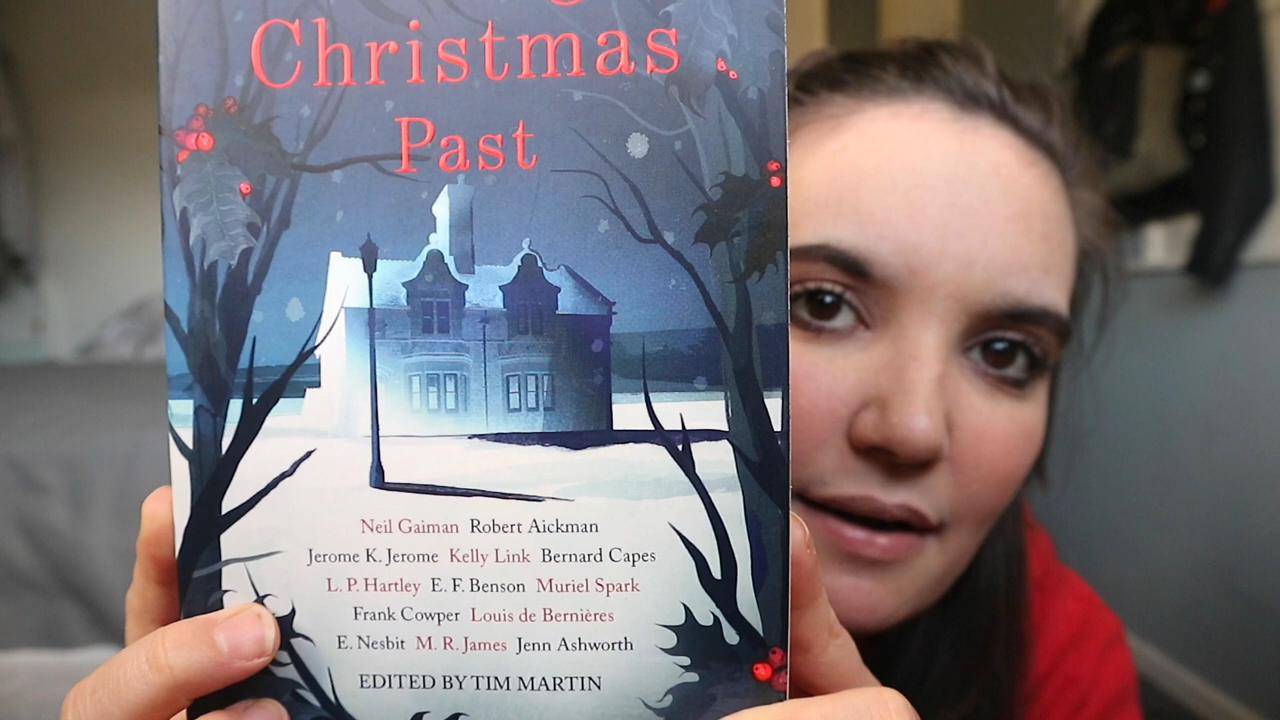 Christmas
Past
Neil Gaiman Robert Aickman
Jerome K. Jerome Kelly Link Bernard Capes
L. P. Hartley E. F. Benson Muriel Spark
Frank Cowper Louis de Bernières
E. Nesbit M. R. James Jenn Ashworth
EDITED BY TIM MARTIN